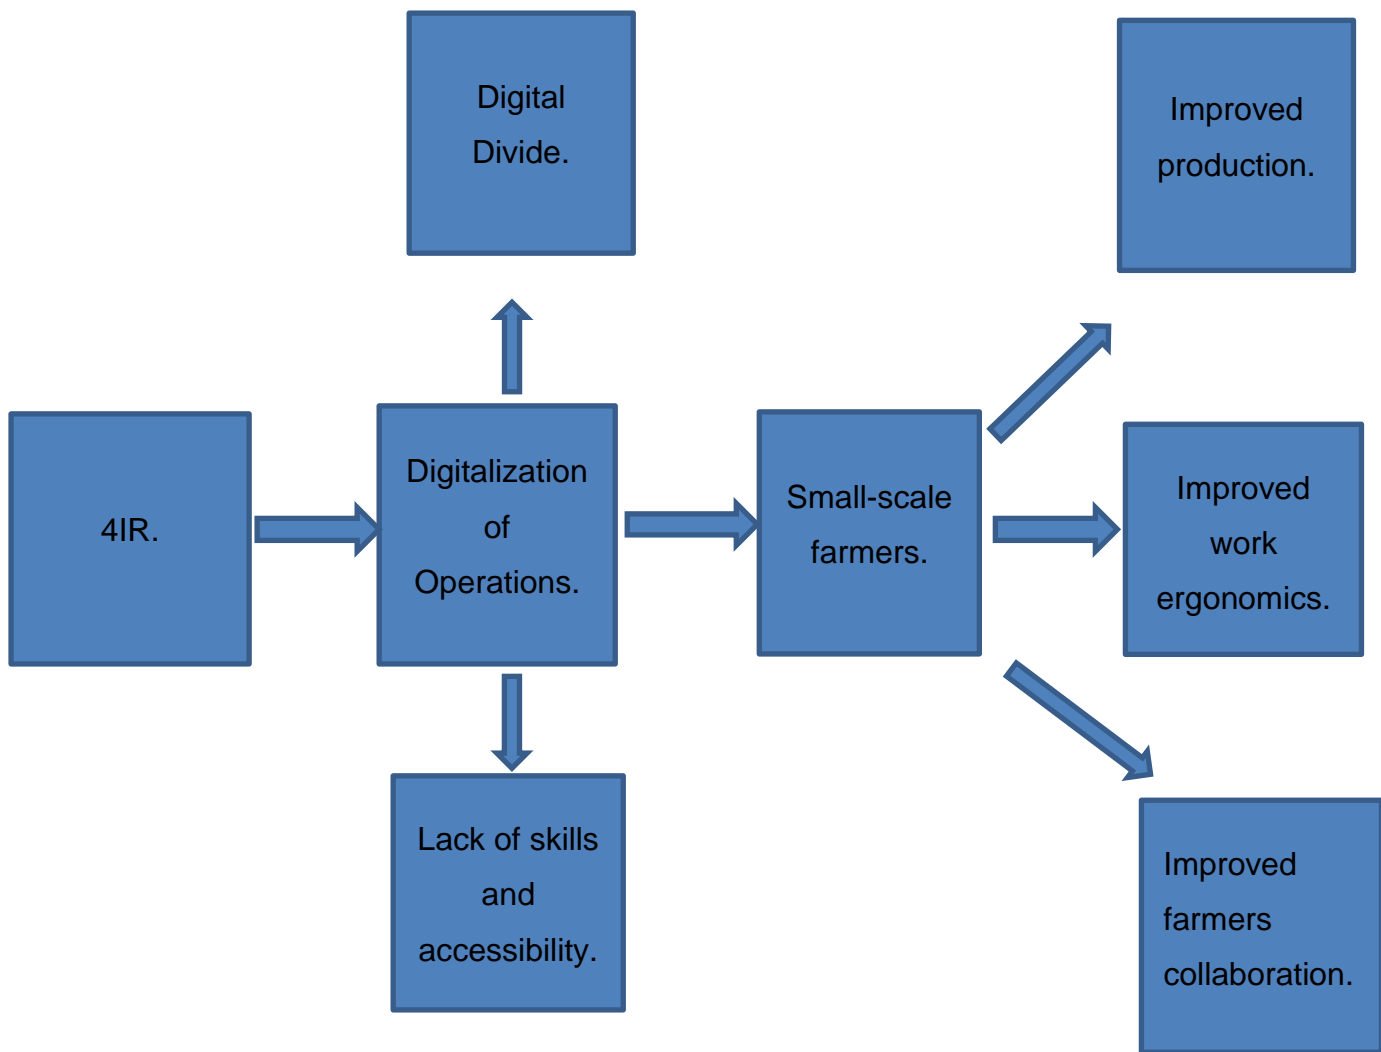 Digital
Divide.
Improved
production.
4IR.
Digitalization
of
Operations.
Small-scale
farmers.
Improved
work
ergonomics.
Lack of skills
and
accessibility.
Improved
farmers
collaboration.